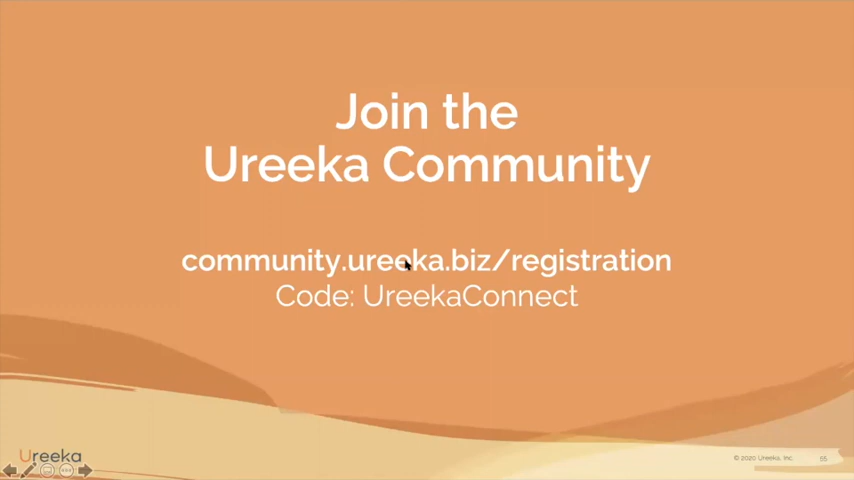 Join the
Ureeka Community
community.ureeka.biz/registration
Code: UreekaConnect
Ureeka
© 2020 Ureeka, Inc.
55